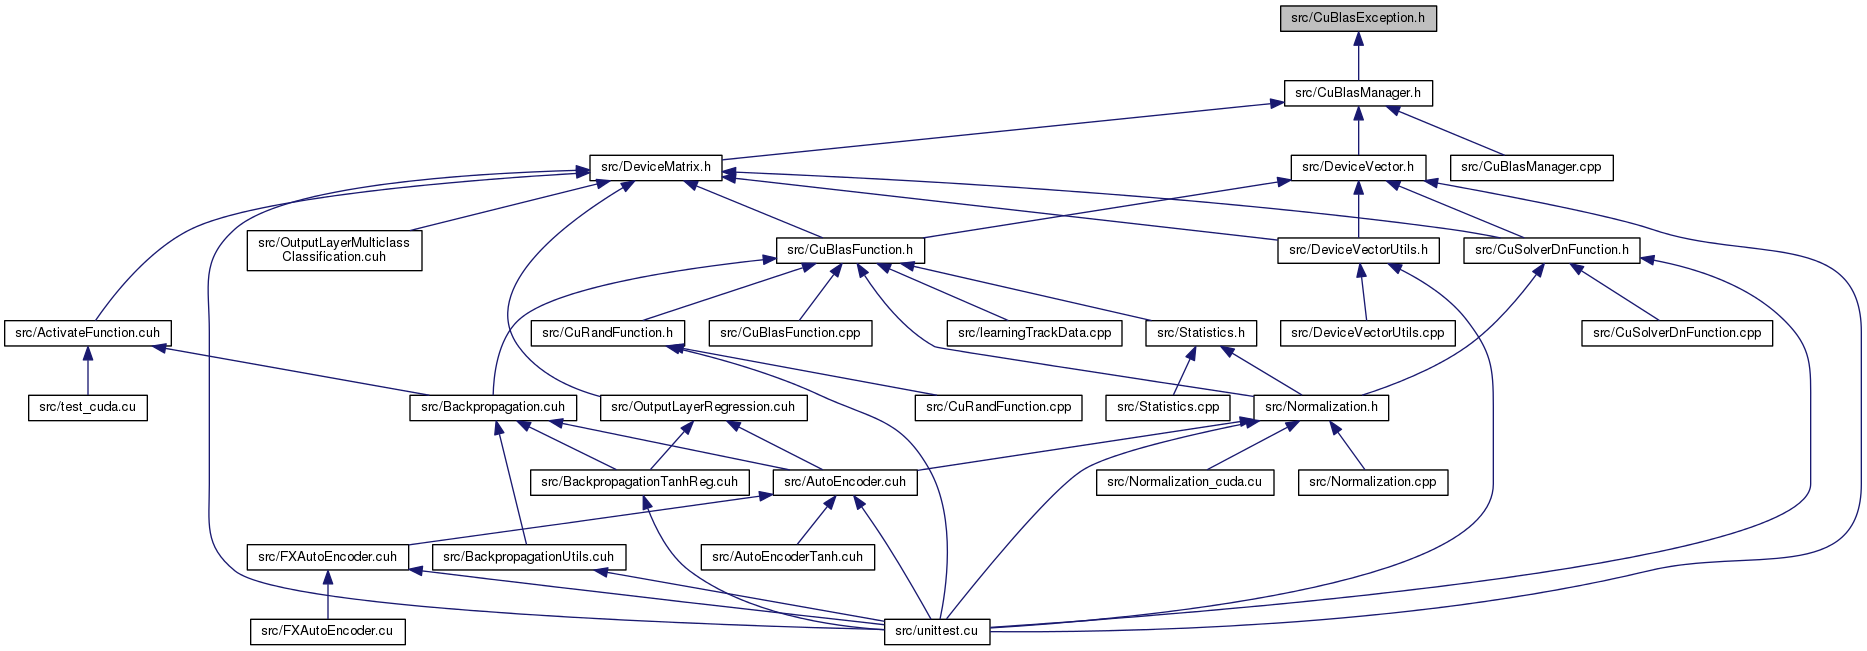 src/CuBlasException.h
src/CuBlasManager.h
src/DeviceMatrix.h
src/DeviceVector.h
src/CuBlasManager.cpp
src/OutputLayerMulticlass
Classification.cuh
src/CuBlasFunction.h
src/DeviceVectorUtils.h
src/CuSolverDnFunction.h
src/ActivateFunction.cuh
src/CuRandFunction.h
src/CuBlasFunction.cpp
src/learningTrackData.cpp
src/Statistics.h
src/DeviceVectorUtils.cpp
src/CuSolverDnFunction.cpp
src/test_cuda.cu
src/Backpropagation.cuh
src/OutputLayerRegression.cuh
src/CuRandFunction.cpp
src/Statistics.cpp
src/Normalization.h
src/BackpropagationTanhReg.cuh
src/AutoEncoder.cuh
src/Normalization_cuda.cu
src/Normalization.cpp
src/FXAutoEncoder.cuh
src/BackpropagationUtils.cuh
src/AutoEncoderTanh.cuh
src/FXAutoEncoder.cu
src/unittest.cu